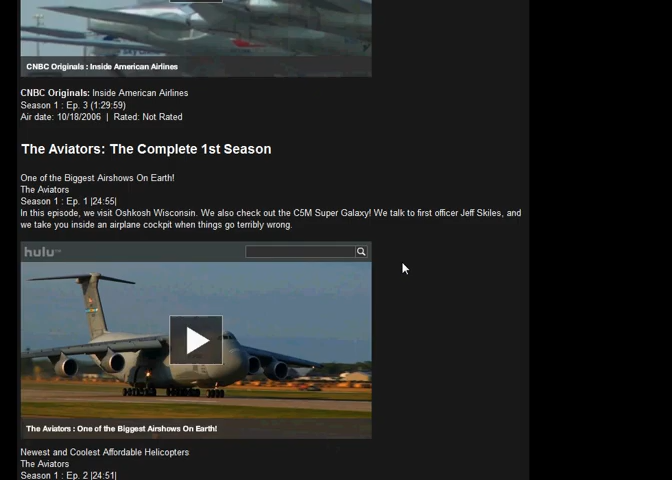 CNBC Originals : Inside American Airlines
CNBC Originals: Inside American Airlines
Season 1 : Ep. 3 (1:29:59)
Air date: 10/18/2006 | Rated: Not Rated
The Aviators: The Complete 1st Season
One of the Biggest Airshows On Earth!
The Aviators
Season 1 : Ep. 1 |24:55|
In this episode, we visit Oshkosh Wisconsin. We also check out the C5M Super Galaxy! We talk to first officer Jeff Skiles, and
we take you inside an airplane cockpit when things go terribly wrong.
hulu
The Aviators : One of the Biggest Airshows On Earth!
Newest and Coolest Affordable Helicopters
The Aviators
Season 1 : Ep. 2 |24:51|